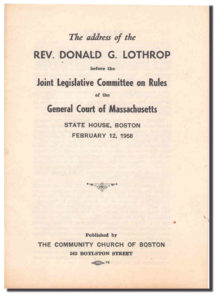 The address of the
REV. DONALD G. LOTHROP
before the
Joint Legislative Committee on Rules
of the
General Court of Massachusetts
STATE HOUSE, BOSTON
FEBRUARY 12, 1958
Published by
THE COMMUNITY CHURCH OF BOSTON
565 BOYLSTON STREET